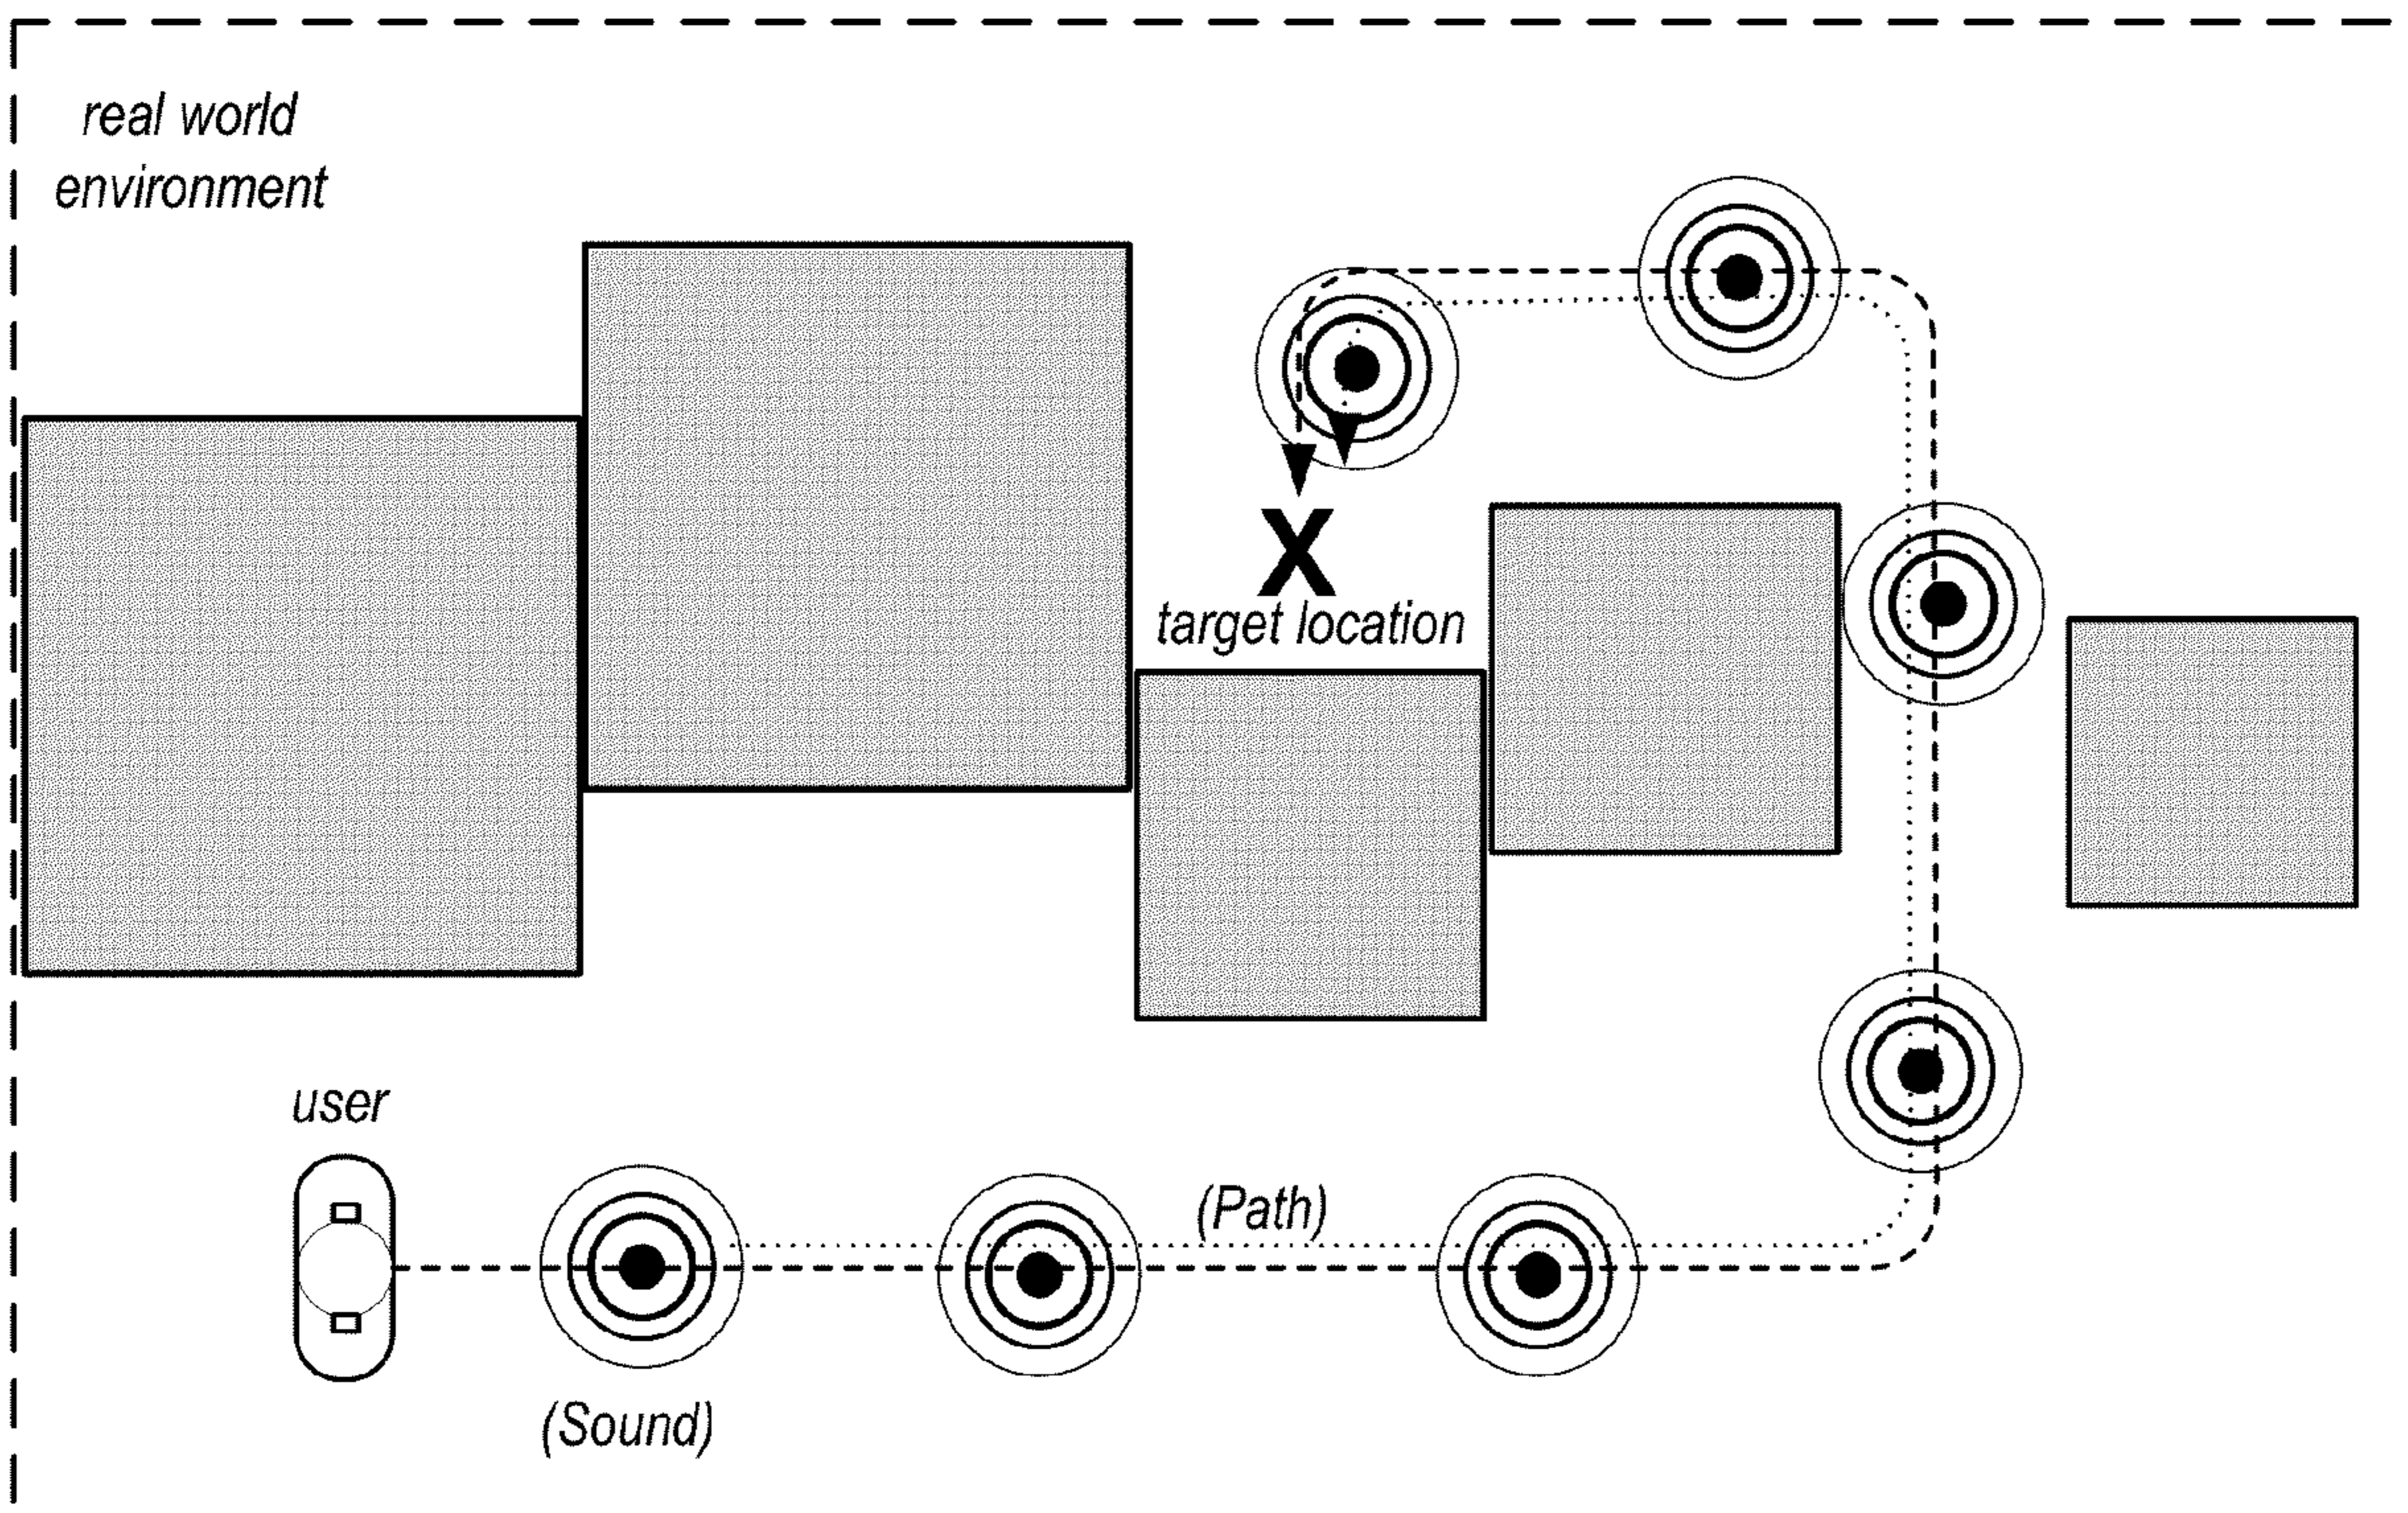 real world
environment
X
target location
user
(Path)
(Sound)